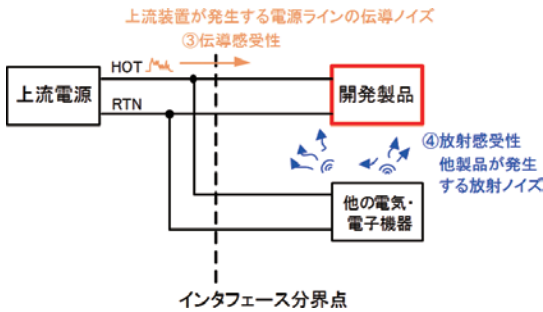 上流装置が発生する電源ラインの伝導ノイズ
③伝導感受性
HOT
上流電源
開発製品
RTN
④放射感受性
他製品が発生
する放射ノイズ
他の電気・
電子機器
インタフェース分界点